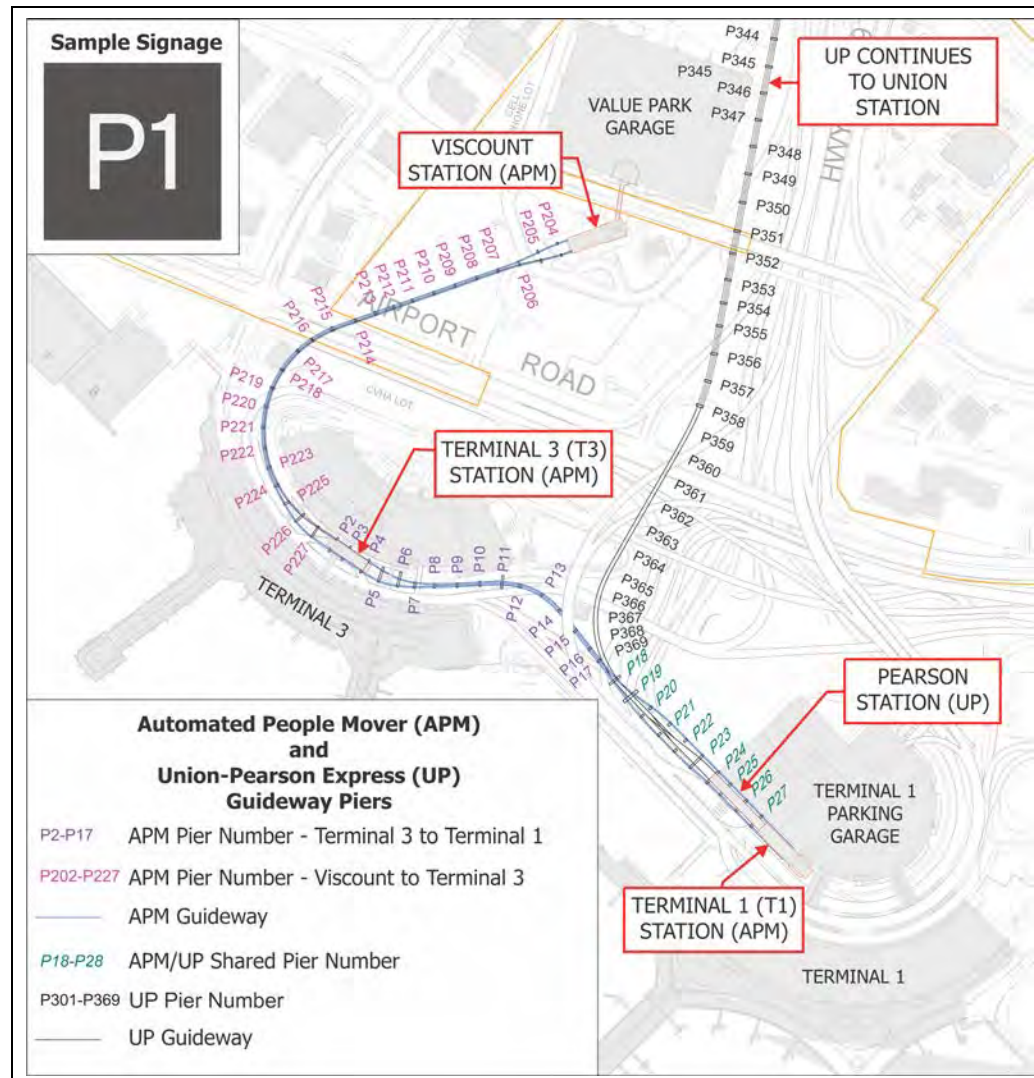 Sample Signage
P1
P344
P345
P345
P346
P347
UP CONTINUES
TO UNION
STATION
VALUE PARK
GARAGE
CELL
PHONE LOT
HWY
VISCOUNT
STATION (APM)
P348
P349
P350
P351
P352
P353
P354
P355
P356
P357
P358
P359
P360
P361
P362
P363
P364
P365
P366
P367
P368
P369
P204
P205
P206
P207
P208
P209
P210
P211
P212
P213
P214
P215
P216
P217
P218
P219
P220
P221
P222
P223
P224
P225
P226
P227
AIRPORT
ROAD
TERMINAL 3 (T3)
STATION (APM)
P2
P3
P4
P5
P6
P7
P8
P9
P10
P11
P12
P13
P14
P15
P16
P17
P18
P19
P20
P21
P22
P23
P24
P25
P26
P27
TERMINAL 3
PEARSON
STATION (UP)
TERMINAL 1
PARKING
GARAGE
TERMINAL 1 (T1)
STATION (APM)
TERMINAL 1
Automated People Mover (APM)
and
Union-Pearson Express (UP)
Guideway Piers
P2-P17 APM Pier Number - Terminal 3 to Terminal 1
P202-P227 APM Pier Number - Viscount to Terminal 3
APM Guideway
P18-P28 APM/UP Shared Pier Number
P301-P369 UP Pier Number
UP Guideway